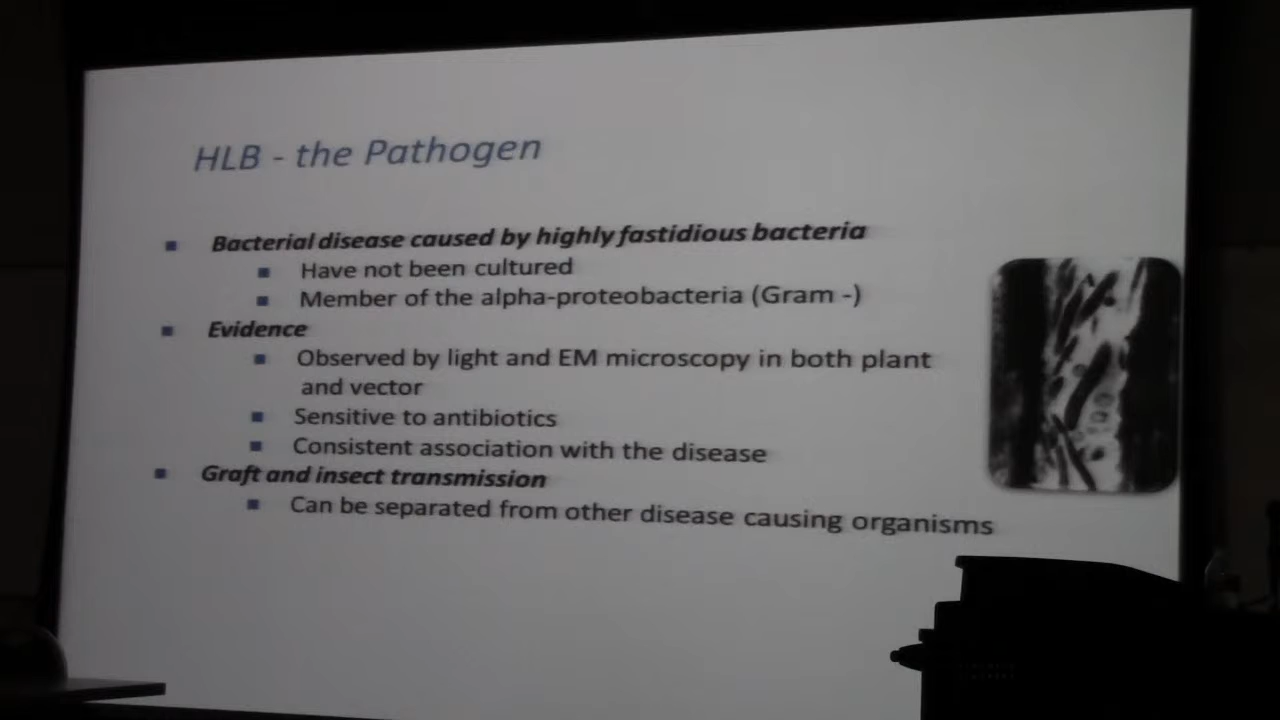 HLB - the Pathogen
Bacterial disease caused by highly fastidious bacteria
Have not been cultured
Member of the alpha-proteobacteria (Gram -)
Evidence
Observed by light and EM microscopy in both plant
and vector
Sensitive to antibiotics
Consistent association with the disease
Graft and insect transmission
Can be separated from other disease causing organisms